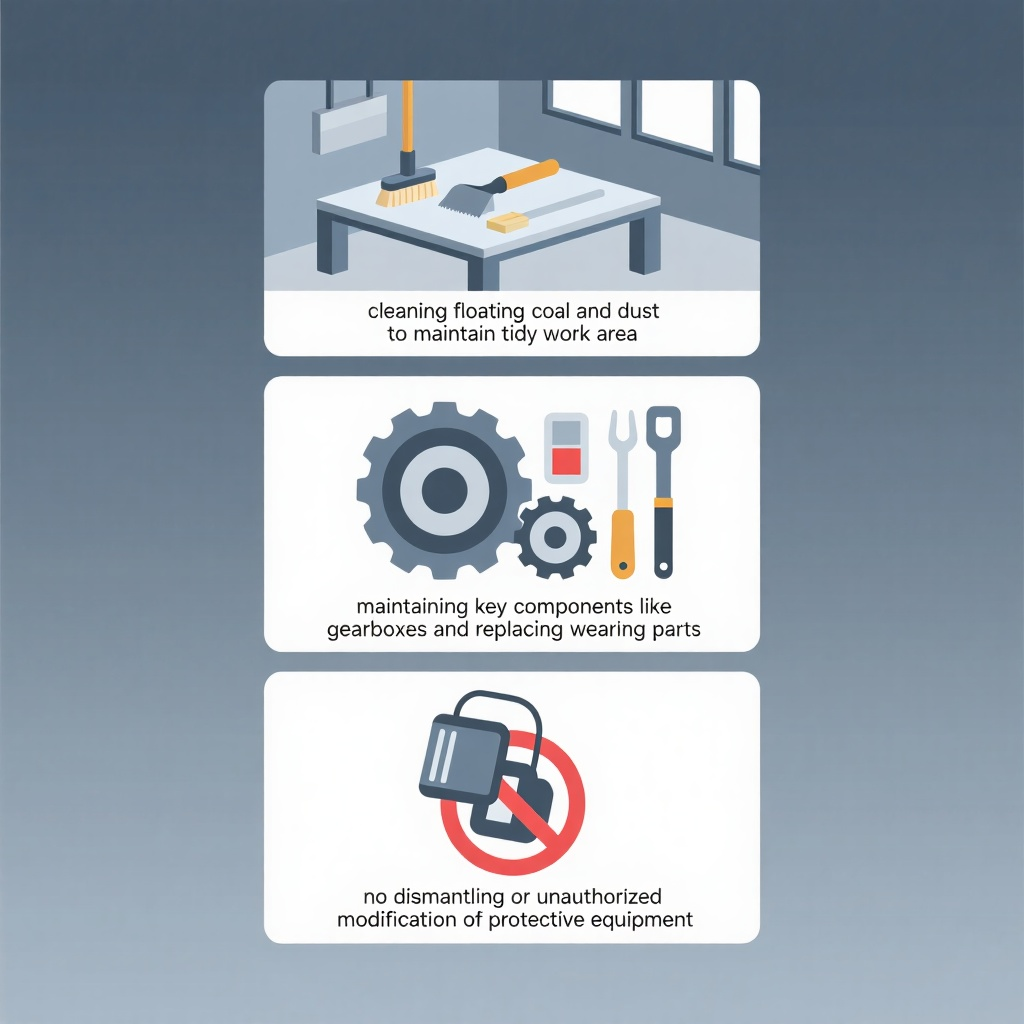 cleaning floating coal and dust
to maintain tidy work area
maintaining key components like
gearboxes and replacing wearing parts
no dismantling or unauthorized
modification of protective equipment